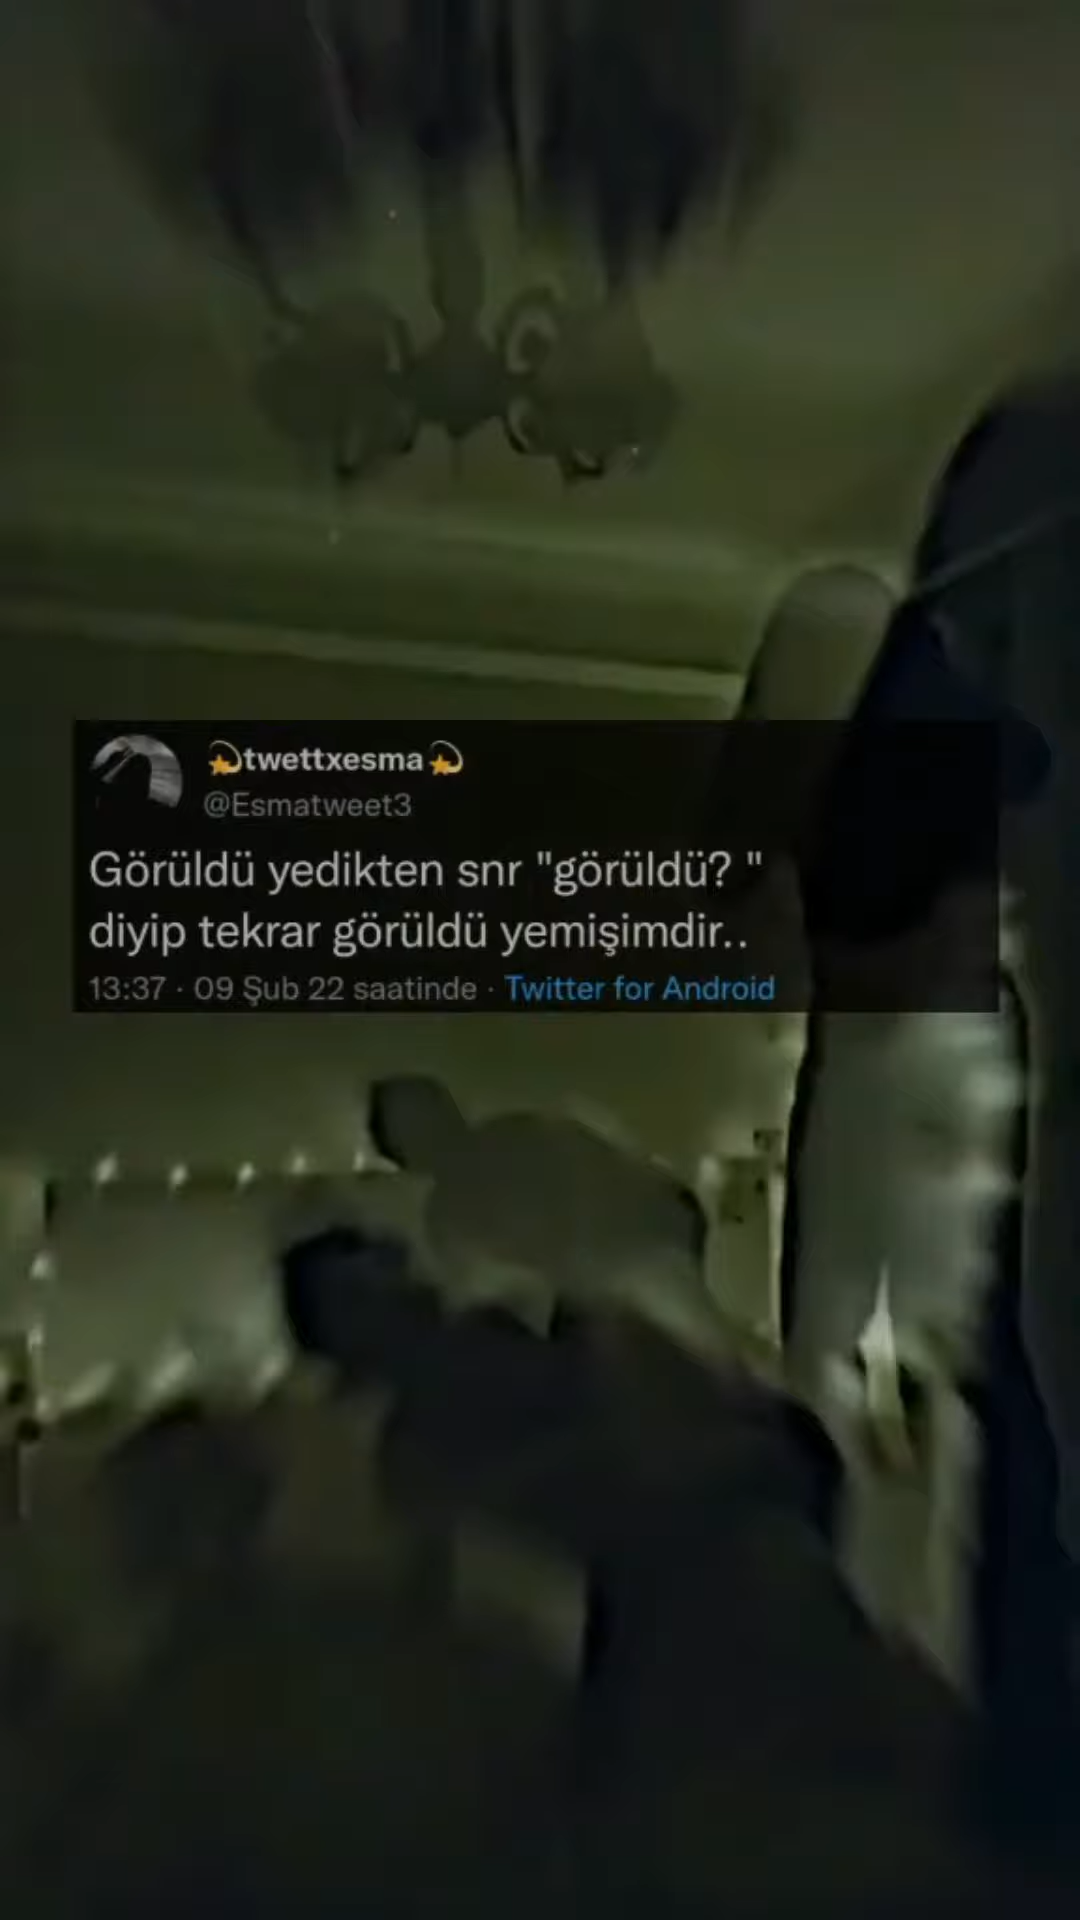 💫twettxesma💫
@Esmatweet3
Görüldü yedikten snr "görüldü? "
diyip tekrar görüldü yemişimdir..
13:37 · 09 Şub 22 saatinde · Twitter for Android